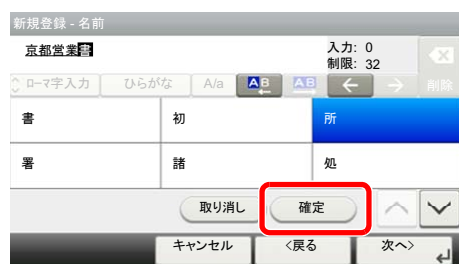 新規登録 - 名前
京都営業書
入力: 0
制限: 32
ローマ字入力 ひらがな A/a AB AB ← → 削除
書 初 所
署 諸 処
取り消し 確定
キャンセル <戻る 次へ>